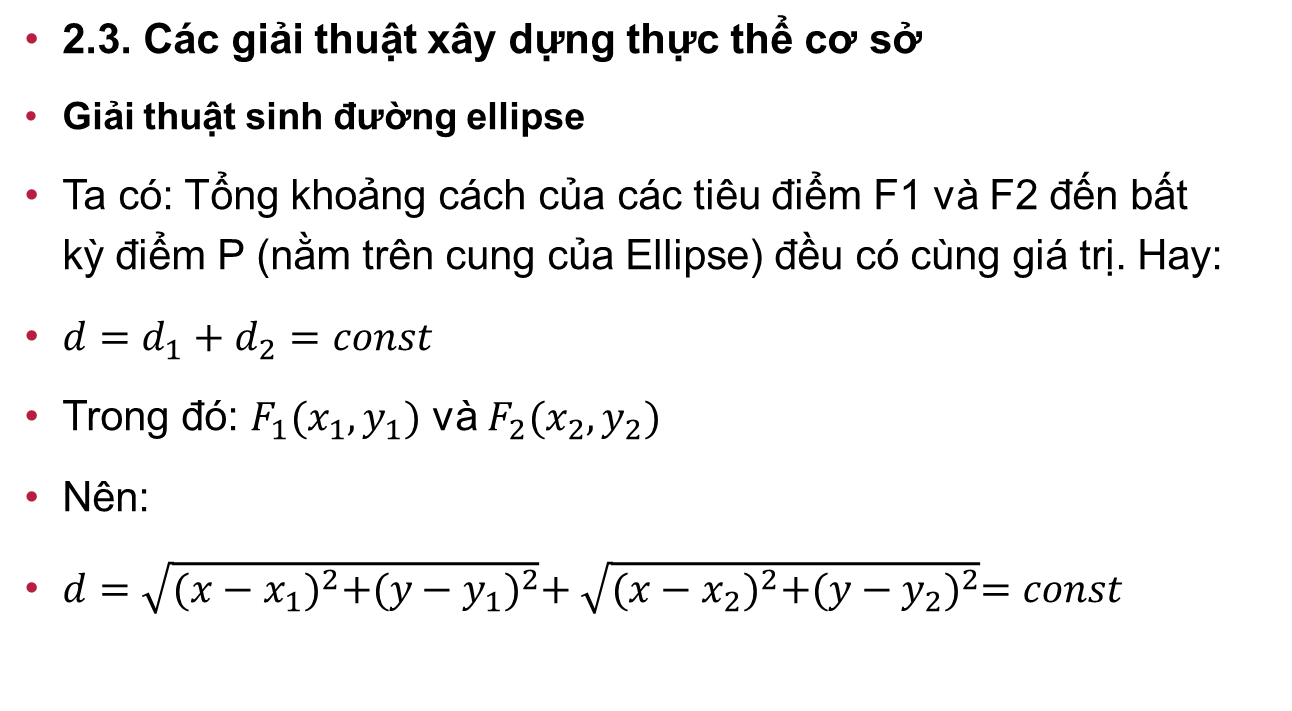 • 2.3. Các giải thuật xây dựng thực thể cơ sở
• Giải thuật sinh đường ellipse
• Ta có: Tổng khoảng cách của các tiêu điểm F1 và F2 đến bất
kỳ điểm P (nằm trên cung của Ellipse) đều có cùng giá trị. Hay:
• 𝑑 = 𝑑₁ + 𝑑₂ = 𝑐𝑜𝑛𝑠𝑡
• Trong đó: 𝐹₁(𝑥₁, 𝑦₁) và 𝐹₂(𝑥₂, 𝑦₂)
• Nên:
• 𝑑 = √((𝑥 − 𝑥₁)²+(𝑦 − 𝑦₁)²)+ √((𝑥 − 𝑥₂)²+(𝑦 − 𝑦₂)²)= 𝑐𝑜𝑛𝑠𝑡